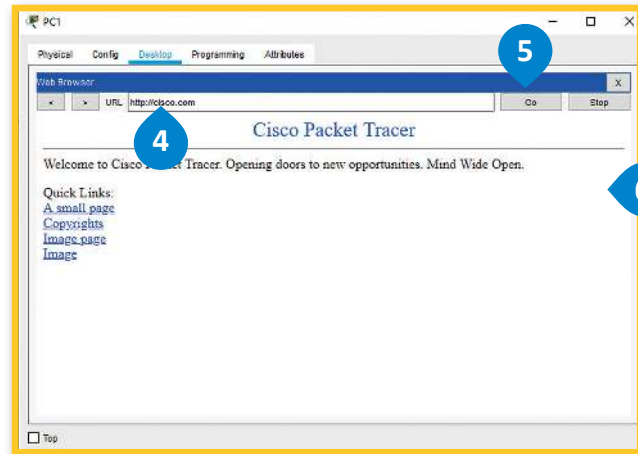 PC1
Physical Config Desktop Programming Attributes
5
Web Browser X
< > URL http://cisco.com Go Stop
4
Cisco Packet Tracer
Welcome to Cisco Packet Tracer. Opening doors to new opportunities. Mind Wide Open.
Quick Links:
A small page
Copyrights
Image page
Image
Top